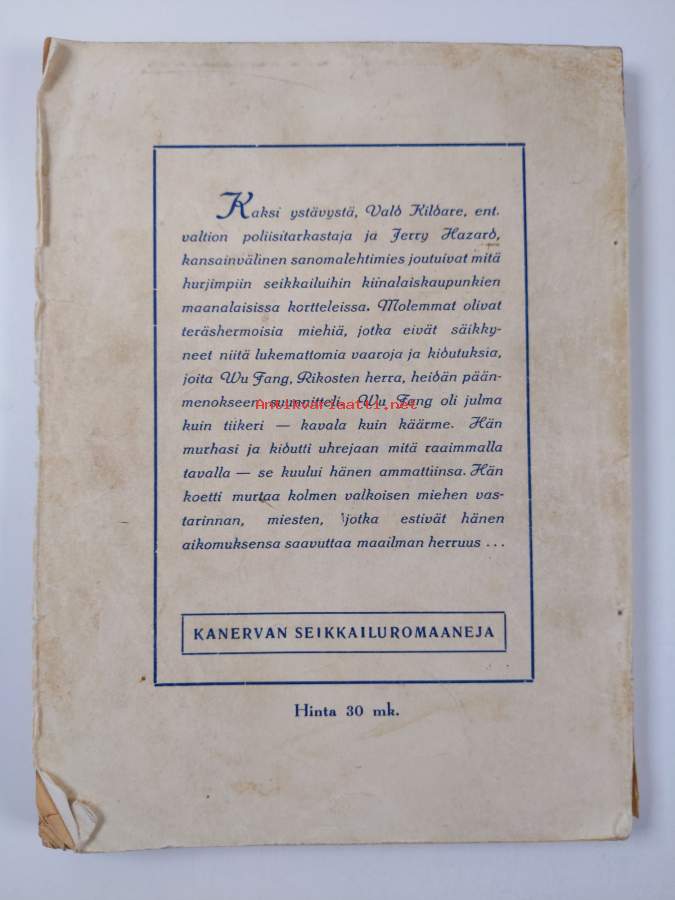 Kaksi ystävystä, Vald Kildare, ent.
valtion poliisitarkastaja ja Jerry Hazard,
kansainvälinen sanomalehtimies joutuivat mitä
hurjimpiin seikkailuihin kiinalaiskaupunkien
maanalaisissa kortteleissa. Molemmat olivat
teräshermoisia miehiä, jotka eivät säikky-
neet niitä lukemattomia vaaroja ja kidutuksia,
joita Wu Fang, Rikosten herra, heidän pään-
menokseen suunnitteli. Wu Fang oli julma
Antikvariaatti.net
kuin tiikeri — kavala kuin käärme. Hän
murhasi ja kidutti uhrejaan mitä raaimmalla
tavalla — se kuului hänen ammattiinsa. Hän
koetti murtaa kolmen valkoisen miehen vas-
tarinnan, miesten, jotka estivät hänen
aikomuksensa saavuttaa maailman herruus ...
KANERVAN SEIKKAILUROMAANEJA
Hinta 30 mk.